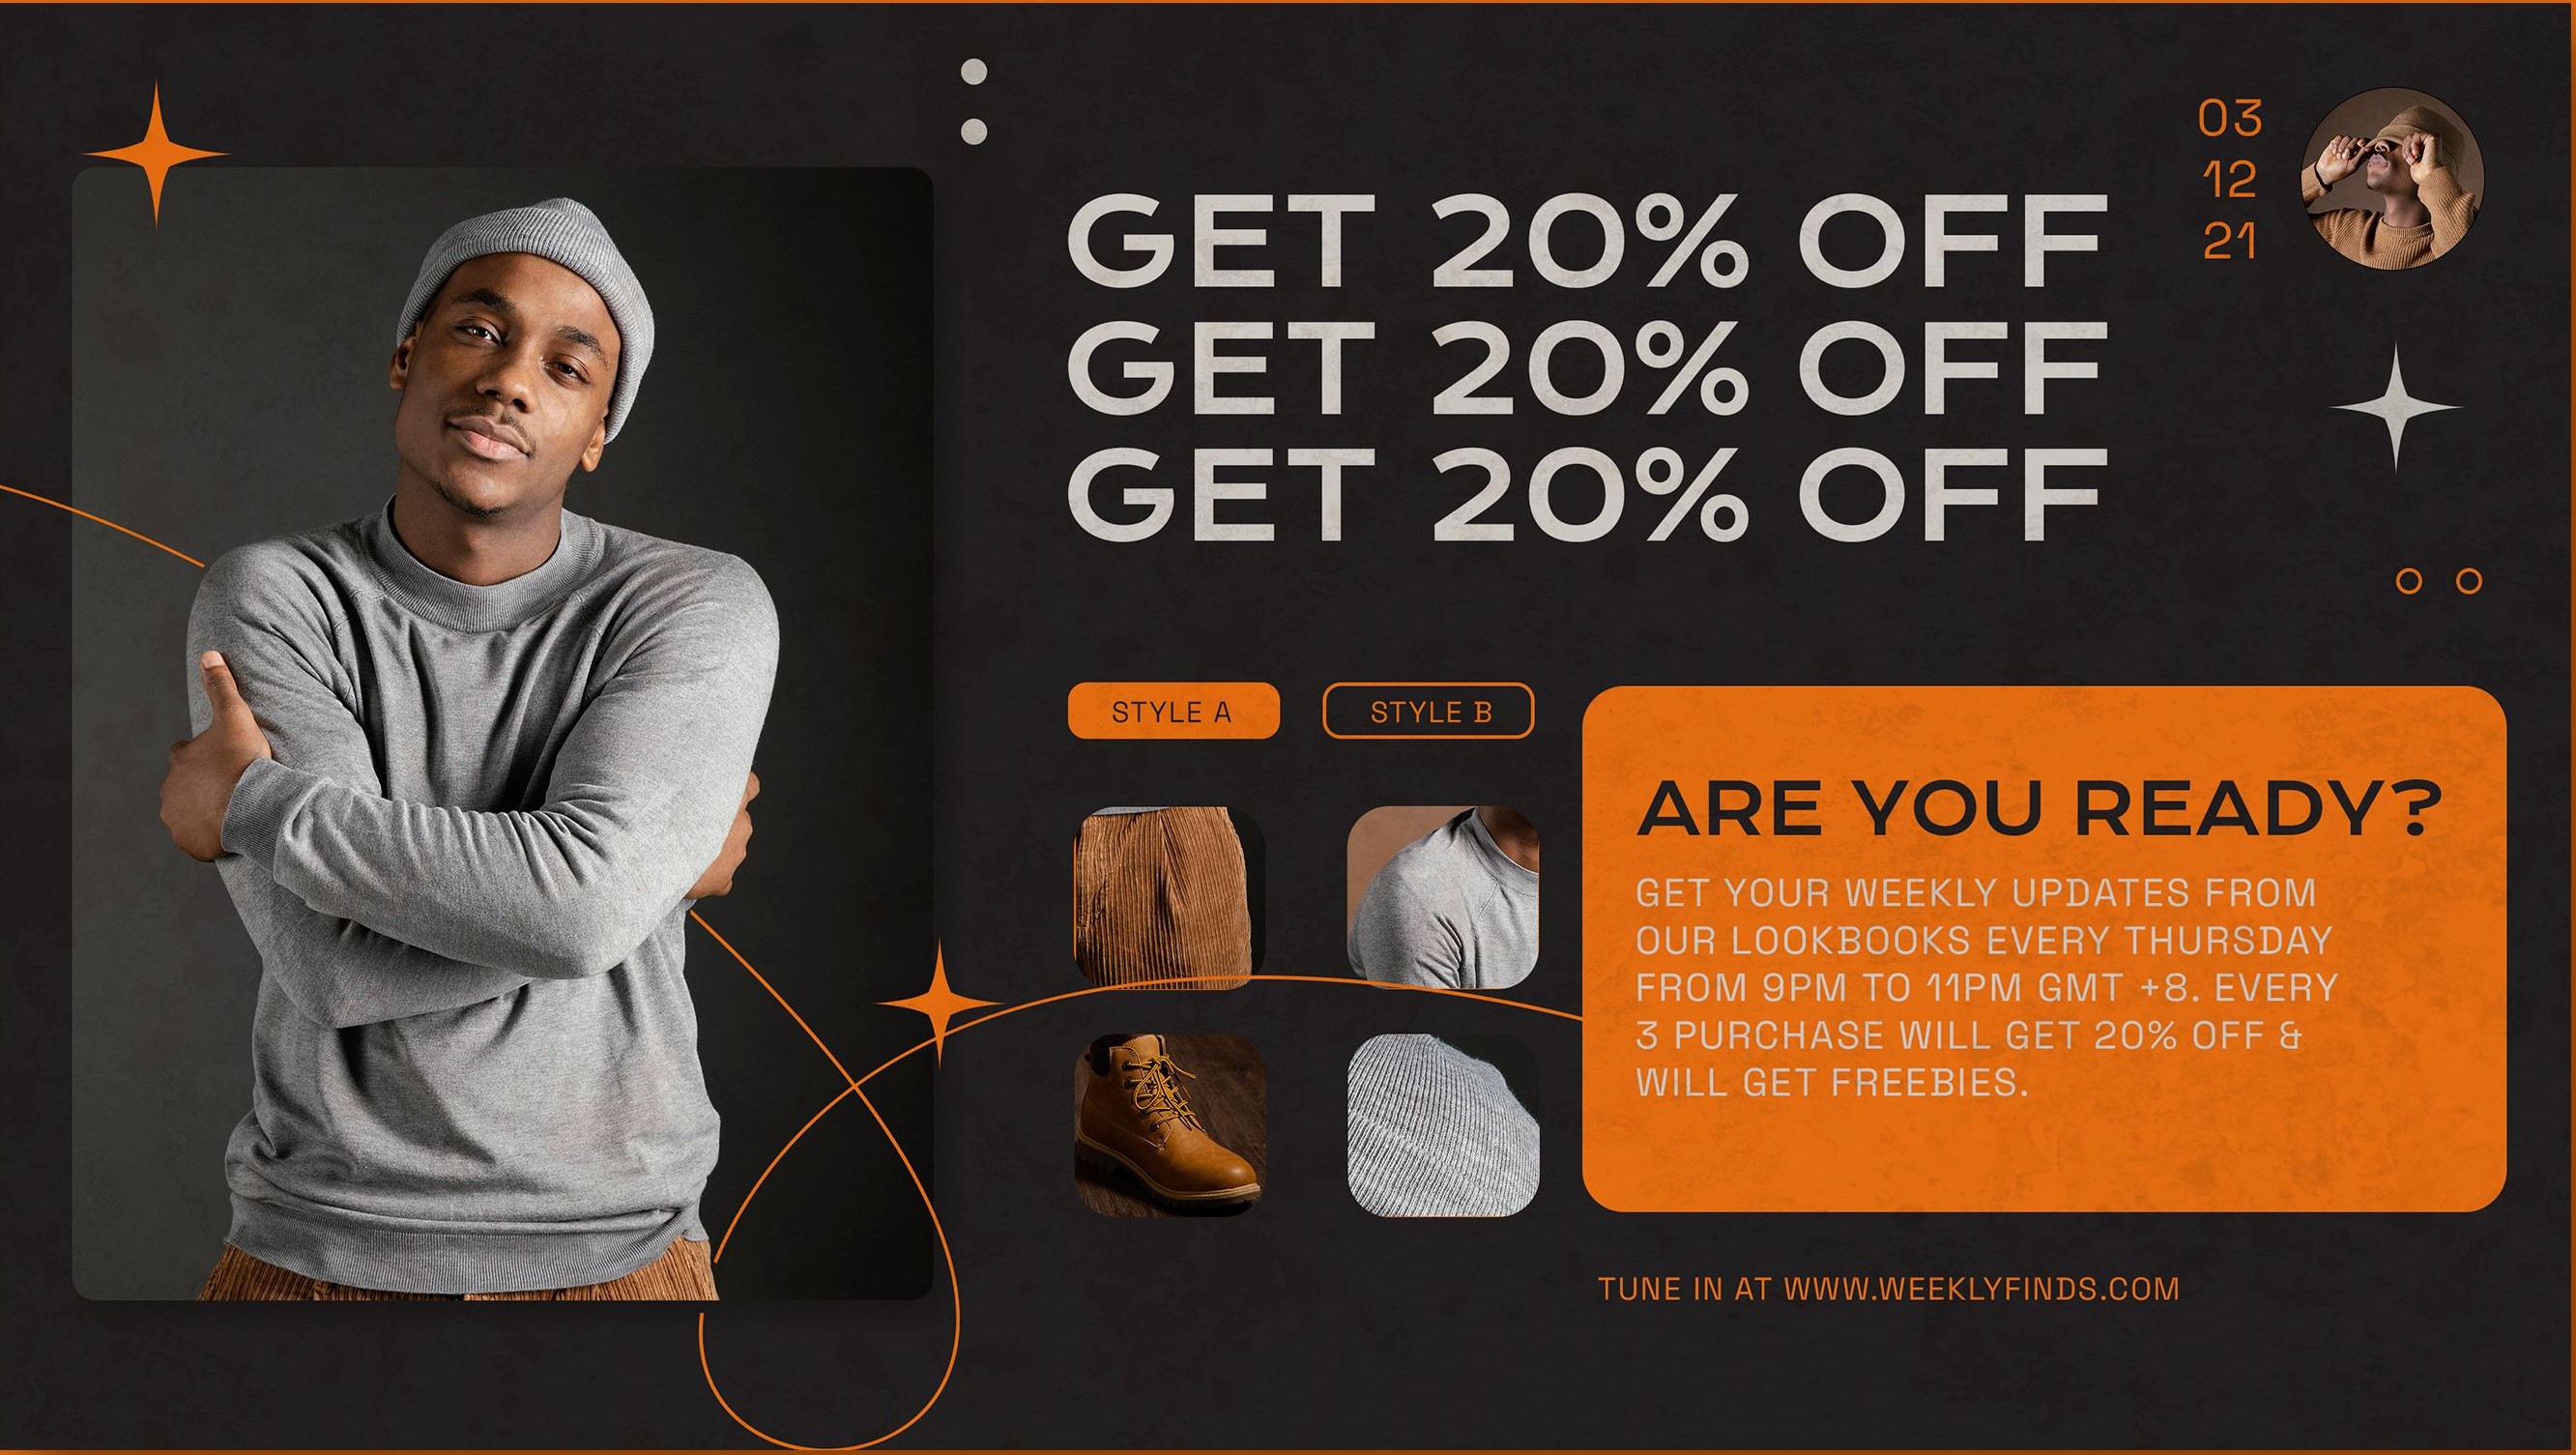 GET 20% OFF
GET 20% OFF
GET 20% OFF
03
12
21
STYLE A
STYLE B
ARE YOU READY?
GET YOUR WEEKLY UPDATES FROM
OUR LOOKBOOKS EVERY THURSDAY
FROM 9PM TO 11PM GMT +8. EVERY
3 PURCHASE WILL GET 20% OFF &
WILL GET FREEBIES.
TUNE IN AT WWW.WEEKLYFINDS.COM